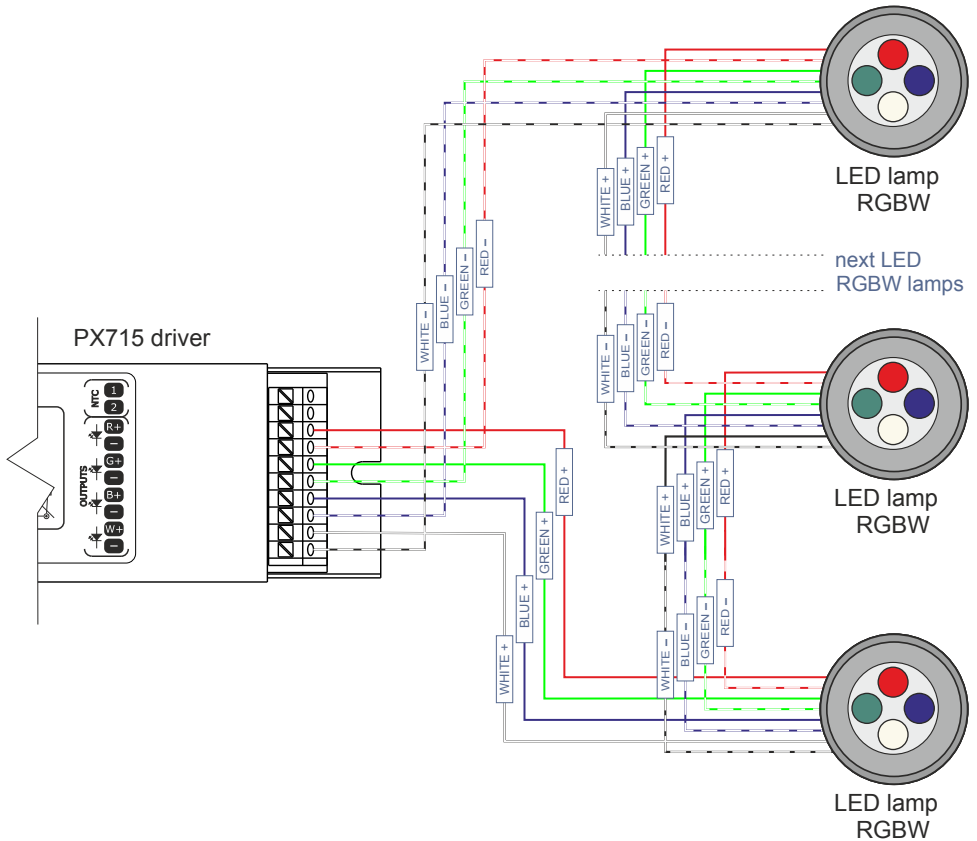 LED lamp
RGBW
WHITE +
BLUE +
GREEN +
RED +
WHITE −
BLUE −
GREEN −
RED −
next LED
RGBW lamps
WHITE −
BLUE −
GREEN −
RED −
PX715 driver
NTC
1
2
OUTPUTS
R+
−
G+
−
B+
−
W+
−
LED lamp
RGBW
RED +
GREEN +
BLUE +
WHITE +
WHITE +
BLUE +
GREEN +
RED +
WHITE −
BLUE −
GREEN −
RED −
LED lamp
RGBW